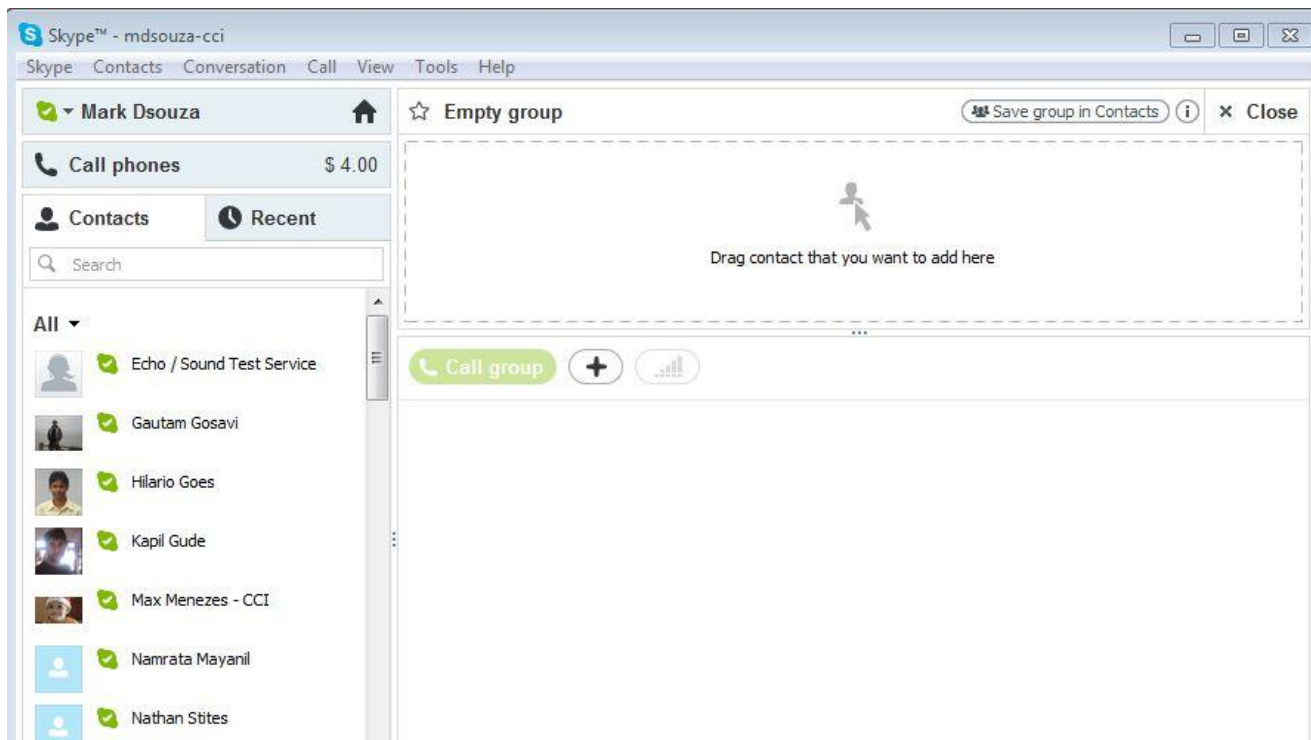 Skype™ - mdsouza-cci
Skype Contacts Conversation Call View Tools Help
Mark Dsouza
Call phones $ 4.00
Contacts Recent
Search
All
Echo / Sound Test Service
Gautam Gosavi
Hilario Goes
Kapil Gude
Max Menezes - CCI
Namrata Mayanil
Nathan Stites
Empty group Save group in Contacts i × Close
Drag contact that you want to add here
Call group